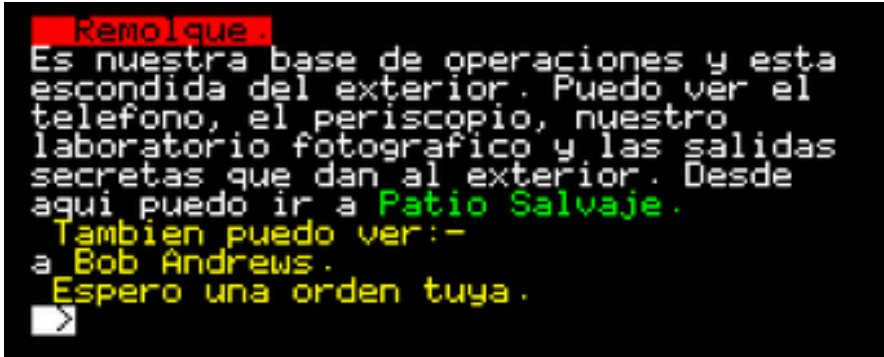 Remolque.
Es nuestra base de operaciones y esta
escondida del exterior. Puedo ver el
telefono, el periscopio, nuestro
laboratorio fotografico y las salidas
secretas que dan al exterior. Desde
aqui puedo ir a Patio Salvaje.
Tambien puedo ver:-
a Bob Andrews.
Espero una orden tuya.
>